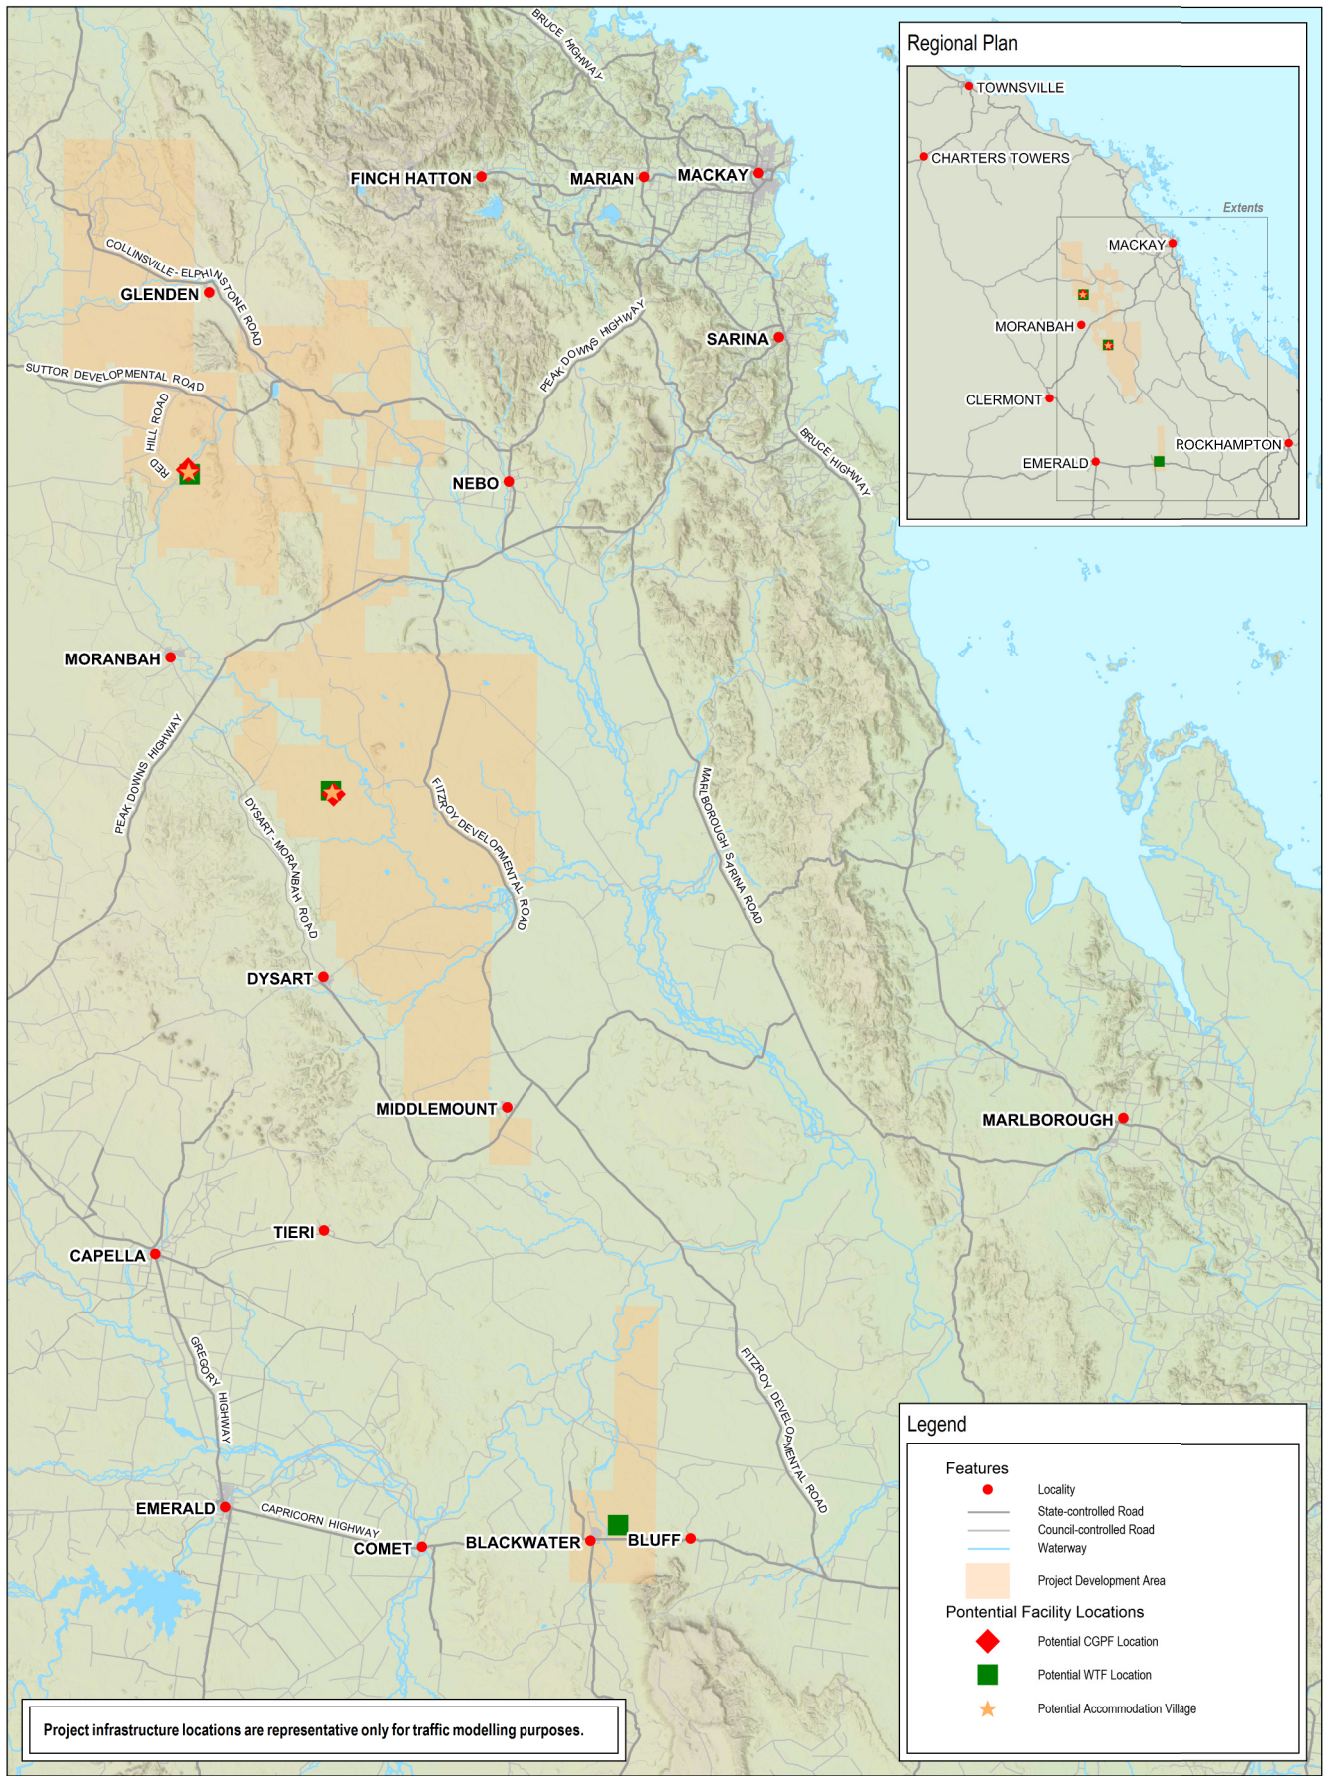 BRUCE HIGHWAY
Regional Plan
TOWNSVILLE
CHARTERS TOWERS
Extents
MACKAY
MORANBAH
CLERMONT
ROCKHAMPTON
EMERALD
FINCH HATTON
MARIAN
MACKAY
COLLINSVILLE - ELPHINSTONE ROAD
GLENDEN
PEAK DOWNS HIGHWAY
SARINA
SUTTOR DEVELOPMENTAL ROAD
RED HILL ROAD
BRUCE HIGHWAY
NEBO
MORANBAH
PEAK DOWNS HIGHWAY
DYSART - MORANBAH ROAD
FITZROY DEVELOPMENTAL ROAD
MARLBOROUGH SARINA ROAD
DYSART
MIDDLEMOUNT
MARLBOROUGH
TIERI
CAPELLA
GREGORY HIGHWAY
FITZROY DEVELOPMENTAL ROAD
EMERALD
CAPRICORN HIGHWAY
COMET
BLACKWATER
BLUFF
Legend
Features
Locality
State-controlled Road
Council-controlled Road
Waterway
Project Development Area
Pontential Facility Locations
Potential CGPF Location
Potential WTF Location
Potential Accommodation Village
Project infrastructure locations are representative only for traffic modelling purposes.